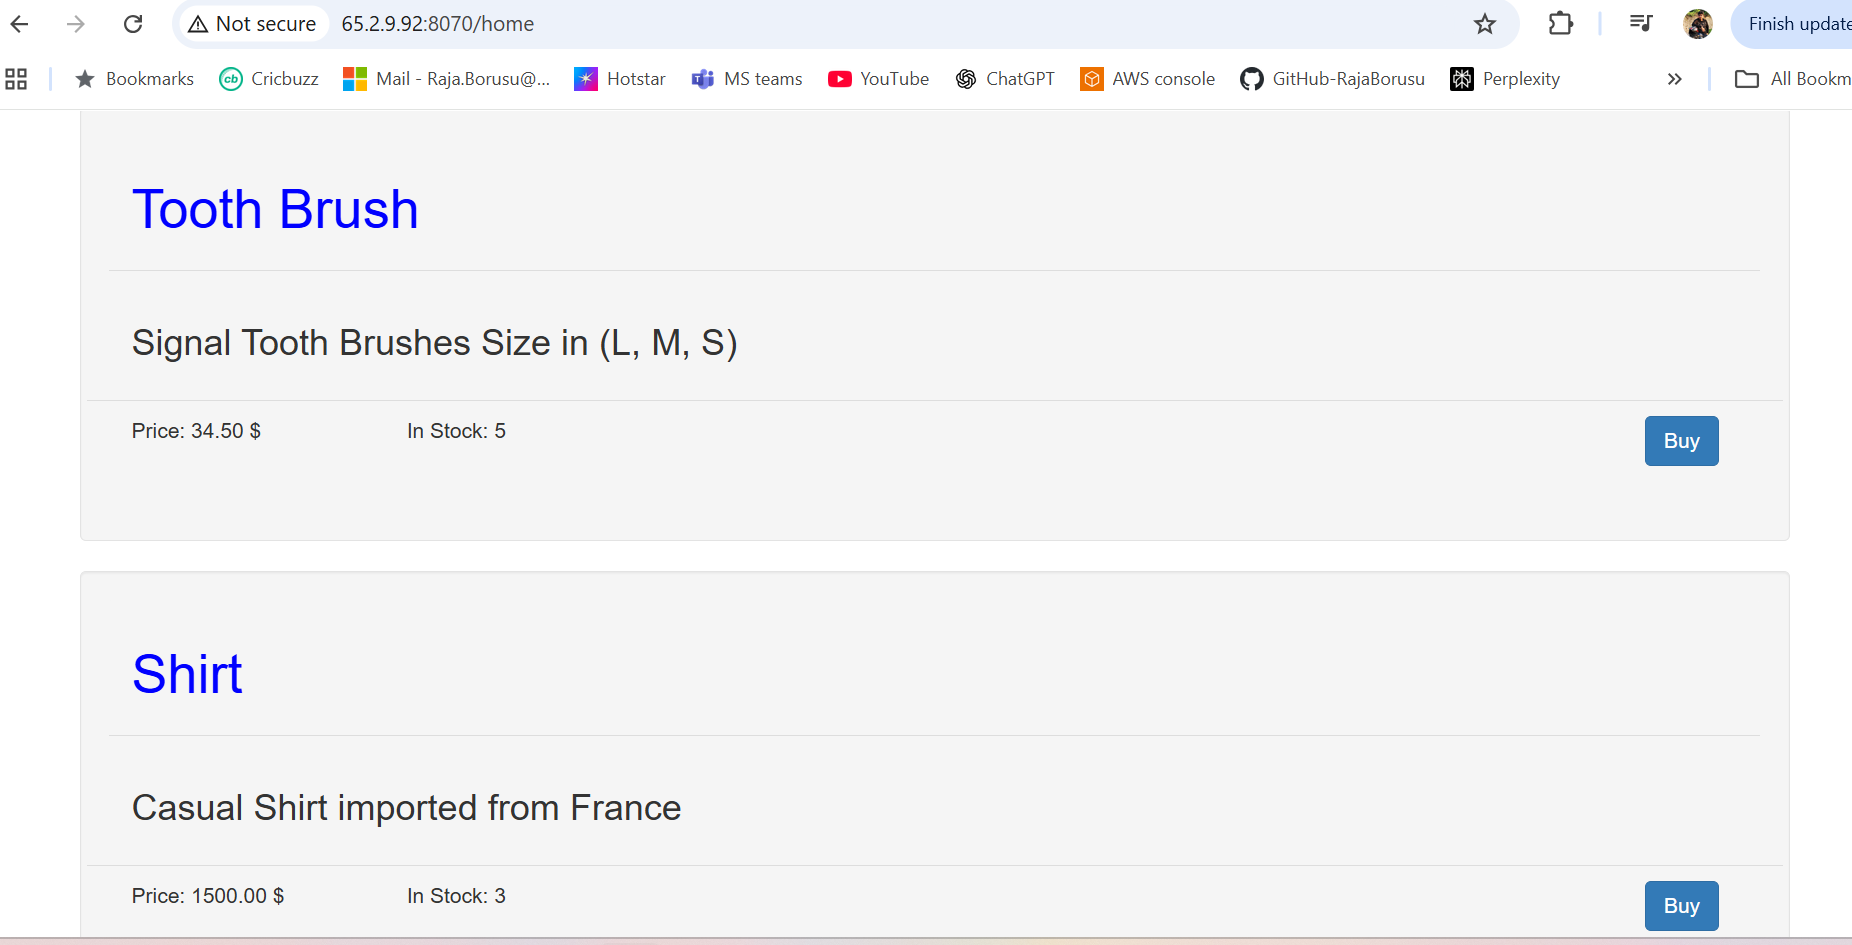 Not secure 65.2.9.92:8070/home Finish update
Bookmarks Cricbuzz Mail - Raja.Borusu@... Hotstar MS teams YouTube ChatGPT AWS console GitHub-RajaBorusu Perplexity » All Bookm
Tooth Brush
Signal Tooth Brushes Size in (L, M, S)
Price: 34.50 $ In Stock: 5 Buy
Shirt
Casual Shirt imported from France
Price: 1500.00 $ In Stock: 3 Buy